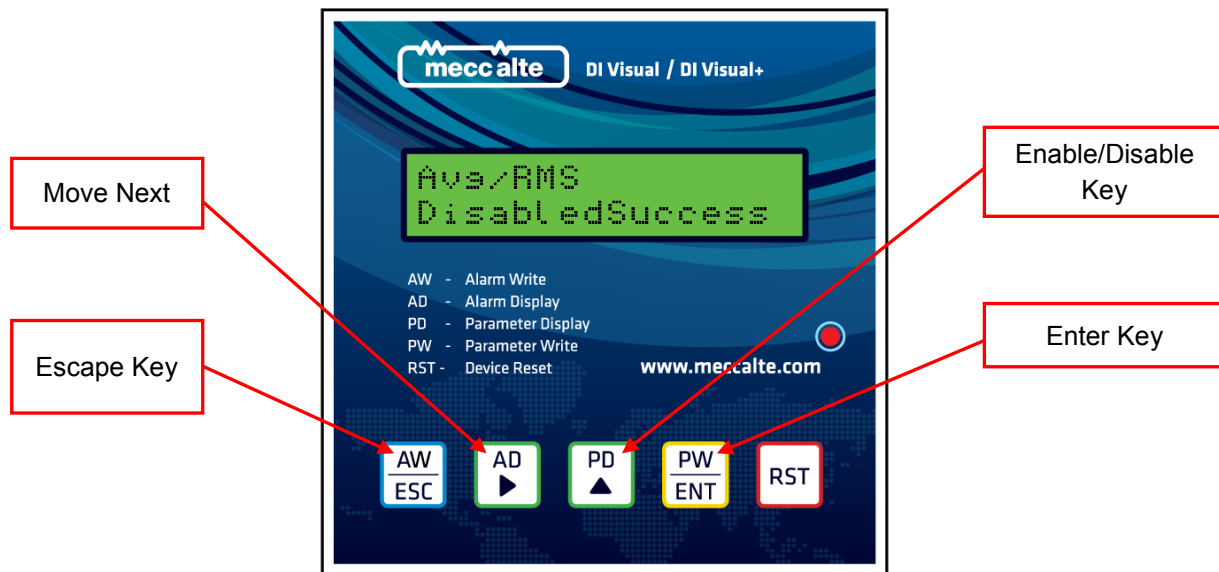 mecc alte DI Visual / DI Visual+
Avg/RMS
DisabledSuccess
Move Next
Enable/Disable
Key
AW - Alarm Write
AD - Alarm Display
PD - Parameter Display
PW - Parameter Write
RST - Device Reset
www.meccalte.com
Escape Key
Enter Key
AW
ESC
AD
PD
PW
ENT
RST